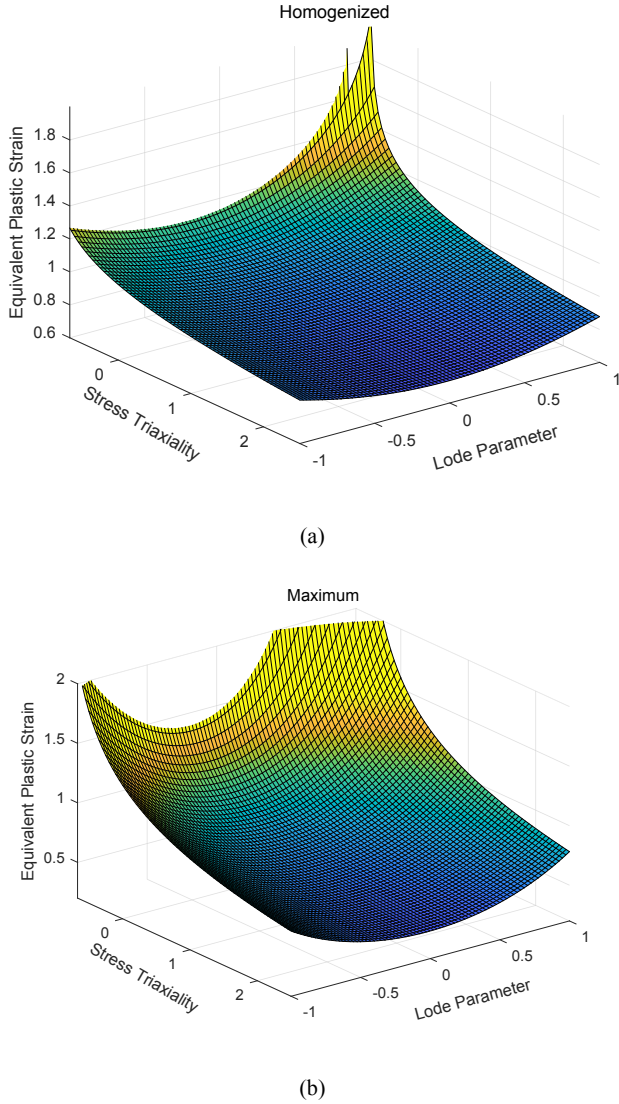 Homogenized
1.8
1.6
1.4
1.2
1
0.8
0.6
Equivalent Plastic Strain
0
1
2
Stress Triaxiality
-1
-0.5
0
0.5
1
Lode Parameter
(a)
Maximum
2
1.5
1
0.5
Equivalent Plastic Strain
0
1
2
Stress Triaxiality
-1
-0.5
0
0.5
1
Lode Parameter
(b)